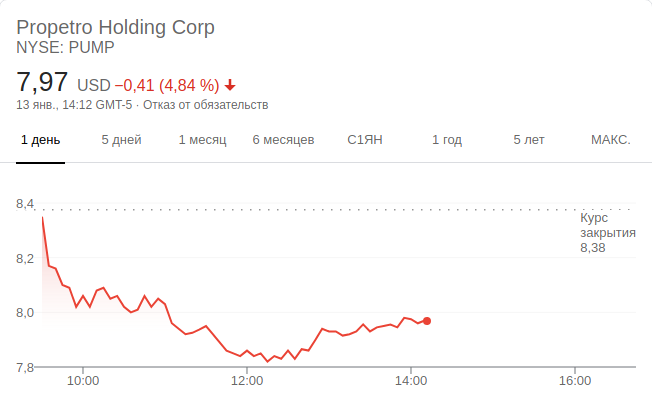 Propetro Holding Corp
NYSE: PUMP
7,97 USD −0,41 (4,84 %)
13 янв., 14:12 GMT-5 · Отказ от обязательств
1 день 5 дней 1 месяц 6 месяцев С1ЯН 1 год 5 лет МАКС.
8,4
Курс
закрытия
8,38
8,2
8,0
7,8
10:00 12:00 14:00 16:00